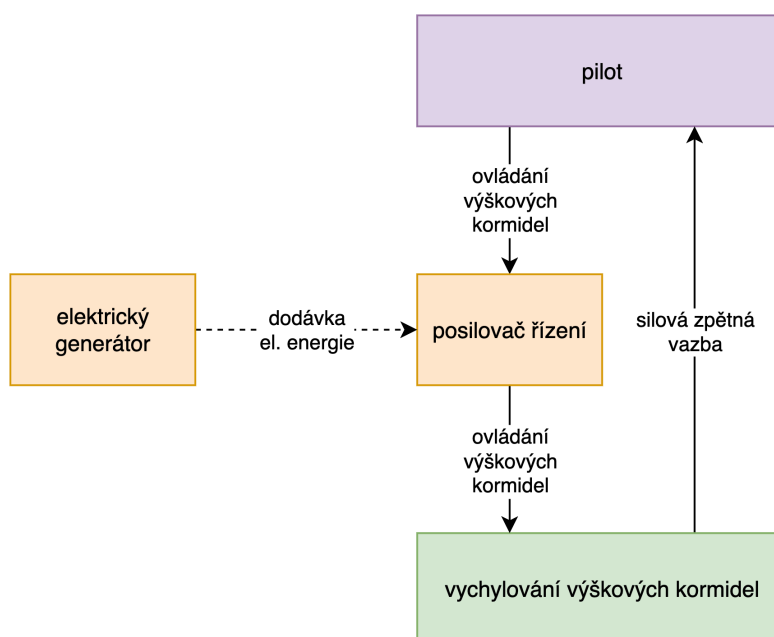 pilot
ovládání
výškových
kormidel
elektrický
generátor
dodávka
el. energie
posilovač řízení
silová zpětná
vazba
ovládání
výškových
kormidel
vychylování výškových kormidel